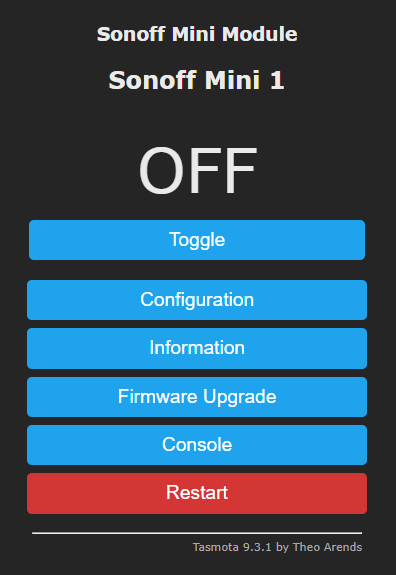 Sonoff Mini Module
Sonoff Mini 1
OFF
Toggle
Configuration
Information
Firmware Upgrade
Console
Restart
Tasmota 9.3.1 by Theo Arends